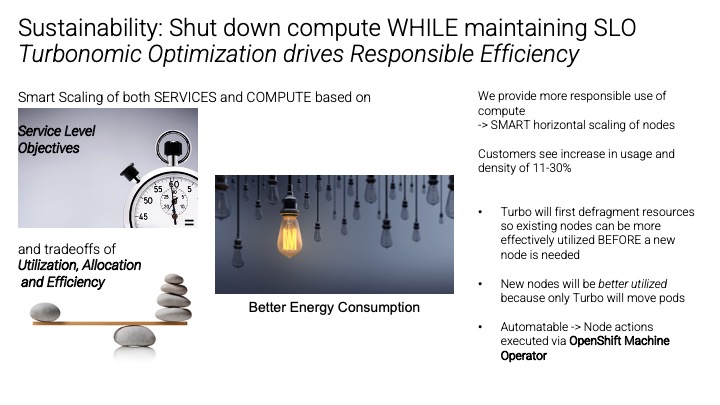 Sustainability: Shut down compute WHILE maintaining SLO
Turbonomic Optimization drives Responsible Efficiency
Smart Scaling of both SERVICES and COMPUTE based on
Service Level
Objectives
60
55
5
50
10
45
=
and tradeoffs of
Utilization, Allocation
and Efficiency
Better Energy Consumption
We provide more responsible use of
compute
-> SMART horizontal scaling of nodes
Customers see increase in usage and
density of 11-30%
• Turbo will first defragment resources
so existing nodes can be more
effectively utilized BEFORE a new
node is needed
• New nodes will be better utilized
because only Turbo will move pods
• Automatable -> Node actions
executed via OpenShift Machine
Operator